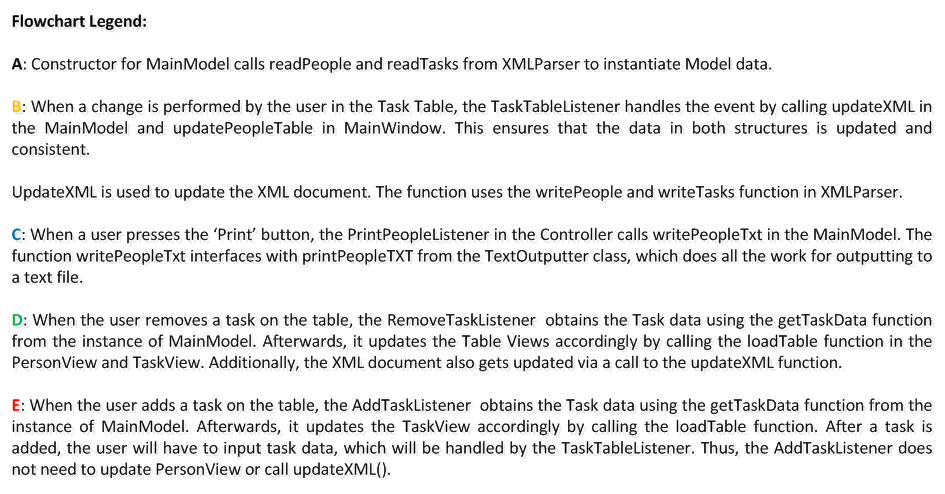 Flowchart Legend:
A: Constructor for MainModel calls readPeople and readTasks from XMLParser to instantiate Model data.
B: When a change is performed by the user in the Task Table, the TaskTableListener handles the event by calling updateXML in
the MainModel and updatePeopleTable in MainWindow. This ensures that the data in both structures is updated and
consistent.
UpdateXML is used to update the XML document. The function uses the writePeople and writeTasks function in XMLParser.
C: When a user presses the ‘Print’ button, the PrintPeopleListener in the Controller calls writePeopleTxt in the MainModel. The
function writePeopleTxt interfaces with printPeopleTXT from the TextOutputter class, which does all the work for outputting to
a text file.
D: When the user removes a task on the table, the RemoveTaskListener obtains the Task data using the getTaskData function
from the instance of MainModel. Afterwards, it updates the Table Views accordingly by calling the loadTable function in the
PersonView and TaskView. Additionally, the XML document also gets updated via a call to the updateXML function.
E: When the user adds a task on the table, the AddTaskListener obtains the Task data using the getTaskData function from the
instance of MainModel. Afterwards, it updates the TaskView accordingly by calling the loadTable function. After a task is
added, the user will have to input task data, which will be handled by the TaskTableListener. Thus, the AddTaskListener does
not need to update PersonView or call updateXML().